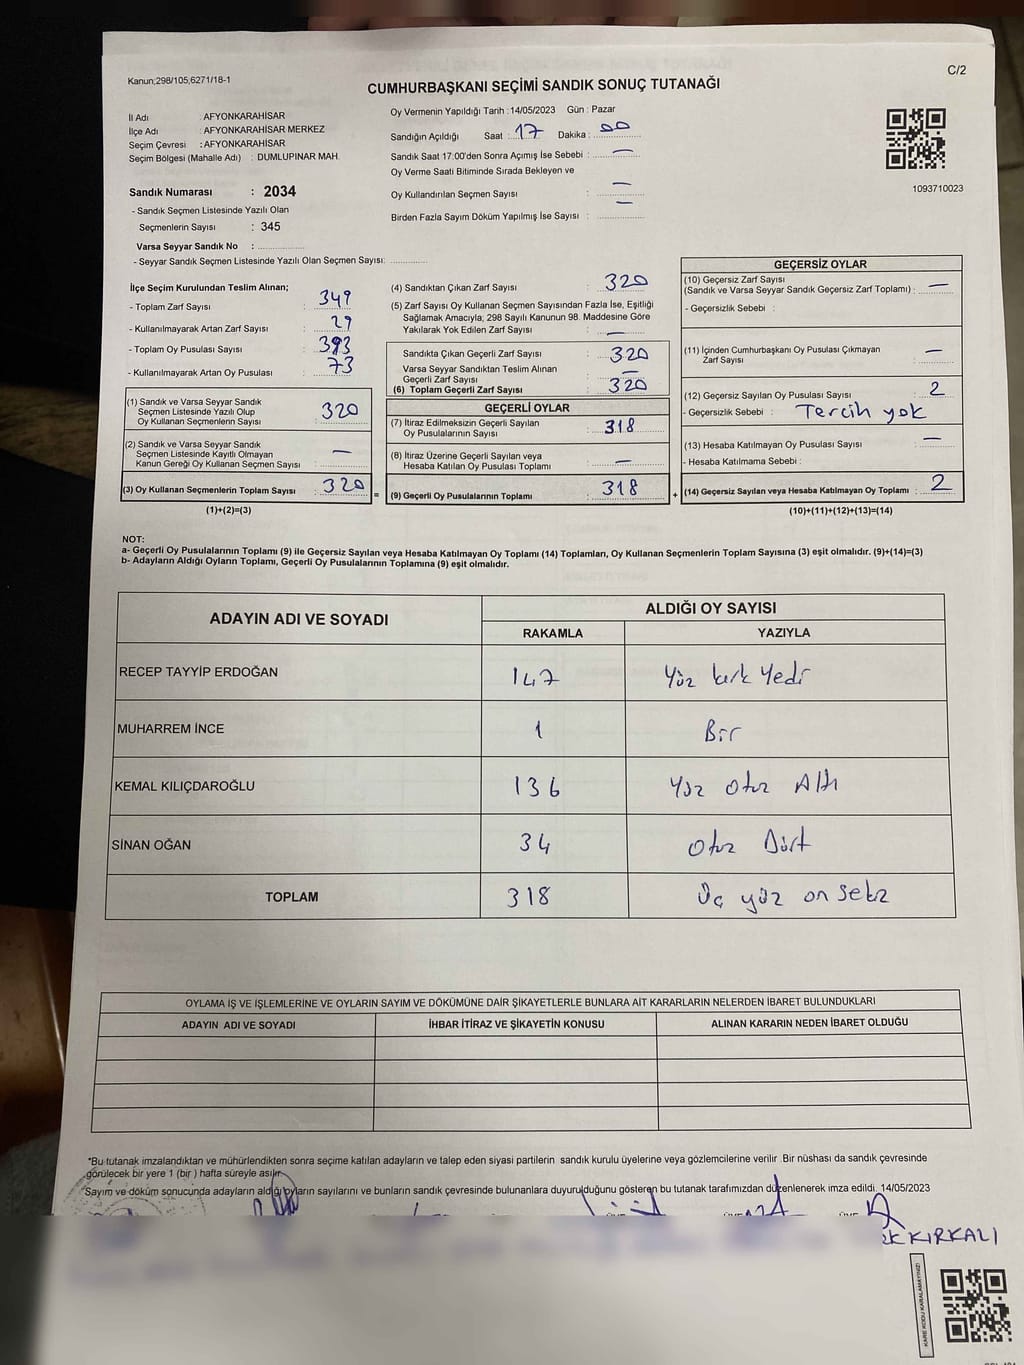 Kanun;298/105,6271/18-1
C/2
CUMHURBAŞKANI SEÇİMİ SANDIK SONUÇ TUTANAĞI
İl Adı : AFYONKARAHİSAR
İlçe Adı : AFYONKARAHİSAR MERKEZ
Seçim Çevresi : AFYONKARAHİSAR
Seçim Bölgesi (Mahalle Adı) : DUMLUPINAR MAH.
Sandık Numarası : 2034
- Sandık Seçmen Listesinde Yazılı Olan
Seçmenlerin Sayısı : 345
Varsa Seyyar Sandık No :
- Seyyar Sandık Seçmen Listesinde Yazılı Olan Seçmen Sayısı:
Oy Vermenin Yapıldığı Tarih : 14/05/2023 Gün : Pazar
Sandığın Açıldığı Saat : 17 Dakika : 00
Sandık Saat 17:00'den Sonra Açımış İse Sebebi : —
Oy Verme Saati Bitiminde Sırada Bekleyen ve
Oy Kullandırılan Seçmen Sayısı : —
Birden Fazla Sayım Döküm Yapılmış İse Sayısı : —
1093710023
İlçe Seçim Kurulundan Teslim Alınan;
- Toplam Zarf Sayısı : 349
- Kullanılmayarak Artan Zarf Sayısı : 29
- Toplam Oy Pusulası Sayısı : 393
- Kullanılmayarak Artan Oy Pusulası : 73
(1) Sandık ve Varsa Seyyar Sandık
Seçmen Listesinde Yazılı Olup
Oy Kullanan Seçmenlerin Sayısı : 320
(2) Sandık ve Varsa Seyyar Sandık
Seçmen Listesinde Kayıtlı Olmayan
Kanun Gereği Oy Kullanan Seçmen Sayısı : —
(3) Oy Kullanan Seçmenlerin Toplam Sayısı : 320
(1)+(2)=(3)
(4) Sandıktan Çıkan Zarf Sayısı : 320
(5) Zarf Sayısı Oy Kullanan Seçmen Sayısından Fazla İse, Eşitliği
Sağlamak Amacıyla; 298 Sayılı Kanunun 98. Maddesine Göre
Yakılarak Yok Edilen Zarf Sayısı : —
Sandıkta Çıkan Geçerli Zarf Sayısı : 320
Varsa Seyyar Sandıktan Teslim Alınan
Geçerli Zarf Sayısı : —
(6) Toplam Geçerli Zarf Sayısı : 320
GEÇERLİ OYLAR
(7) İtiraz Edilmeksizin Geçerli Sayılan
Oy Pusulalarının Sayısı : 318
(8) İtiraz Üzerine Geçerli Sayılan veya
Hesaba Katılan Oy Pusulası Toplamı : —
= (9) Geçerli Oy Pusulalarının Toplamı : 318
GEÇERSİZ OYLAR
(10) Geçersiz Zarf Sayısı
(Sandık ve Varsa Seyyar Sandık Geçersiz Zarf Toplamı) : —
- Geçersizlik Sebebi :
(11) İçinden Cumhurbaşkanı Oy Pusulası Çıkmayan
Zarf Sayısı : —
(12) Geçersiz Sayılan Oy Pusulası Sayısı : 2
- Geçersizlik Sebebi : Tercih yok
(13) Hesaba Katılmayan Oy Pusulası Sayısı : —
- Hesaba Katılmama Sebebi :
+ (14) Geçersiz Sayılan veya Hesaba Katılmayan Oy Toplamı : 2
(10)+(11)+(12)+(13)=(14)
NOT:
a- Geçerli Oy Pusulalarının Toplamı (9) ile Geçersiz Sayılan veya Hesaba Katılmayan Oy Toplamı (14) Toplamları, Oy Kullanan Seçmenlerin Toplam Sayısına (3) eşit olmalıdır. (9)+(14)=(3)
b- Adayların Aldığı Oyların Toplamı, Geçerli Oy Pusulalarının Toplamına (9) eşit olmalıdır.
ADAYIN ADI VE SOYADI ALDIĞI OY SAYISI
RAKAMLA YAZIYLA
RECEP TAYYİP ERDOĞAN 147 Yüz kırk Yedi
MUHARREM İNCE 1 Bir
KEMAL KILIÇDAROĞLU 136 Yüz Otuz Altı
SİNAN OĞAN 34 Otuz Dört
TOPLAM 318 Üç yüz on sekiz
OYLAMA İŞ VE İŞLEMLERİNE VE OYLARIN SAYIM VE DÖKÜMÜNE DAİR ŞİKAYETLERLE BUNLARA AİT KARARLARIN NELERDEN İBARET BULUNDUKLARI
ADAYIN ADI VE SOYADI İHBAR İTİRAZ VE ŞİKAYETİN KONUSU ALINAN KARARIN NEDEN İBARET OLDUĞU
*Bu tutanak imzalandıktan ve mühürlendikten sonra seçime katılan adayların ve talep eden siyasi partilerin sandık kurulu üyelerine veya gözlemcilerine verilir. Bir nüshası da sandık çevresinde
görülecek bir yere 1 (bir ) hafta süreyle asılır.
*Sayım ve döküm sonucunda adayların aldığı oyların sayılarını ve bunların sandık çevresinde bulunanlara duyurulduğunu gösteren bu tutanak tarafımızdan düzenlenerek imza edildi. 14/05/2023
KIRKALI
KARE KODU KARALAMAYINIZ!